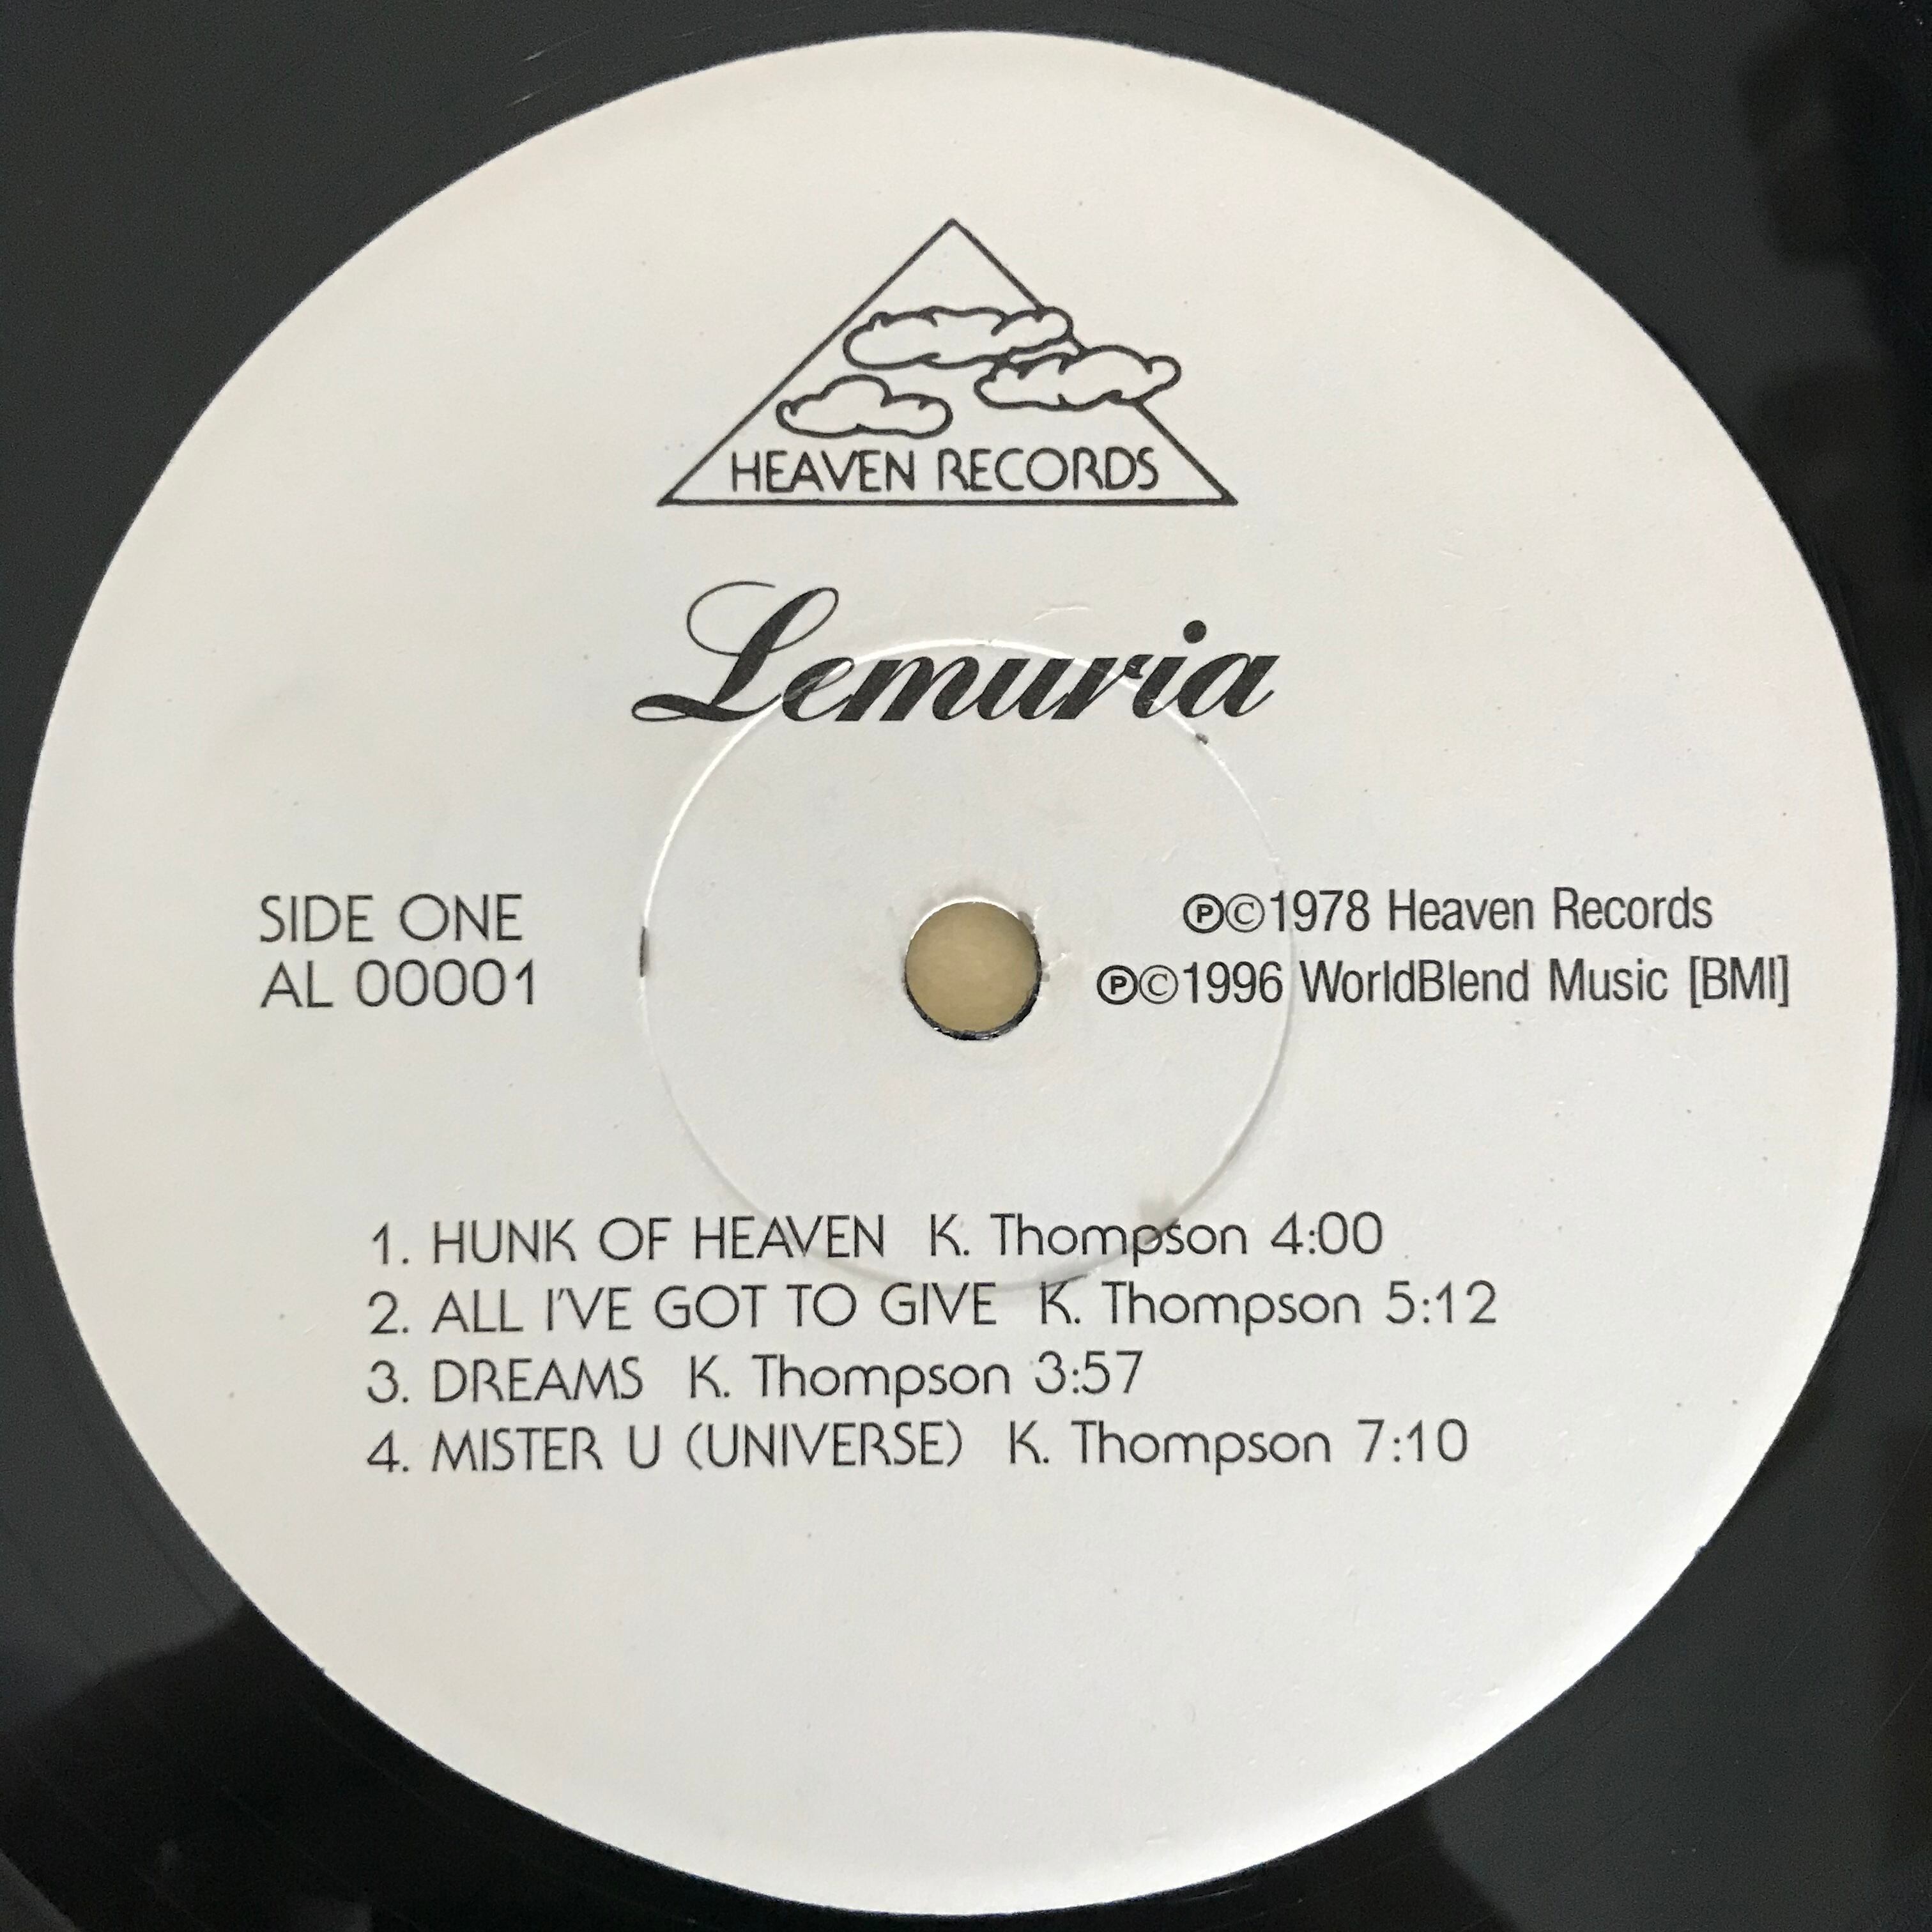 HEAVEN RECORDS
Lemuria
SIDE ONE
AL 00001
℗©1978 Heaven Records
℗©1996 WorldBlend Music [BMI]
1. HUNK OF HEAVEN K. Thompson 4:00
2. ALL I'VE GOT TO GIVE K. Thompson 5:12
3. DREAMS K. Thompson 3:57
4. MISTER U (UNIVERSE) K. Thompson 7:10